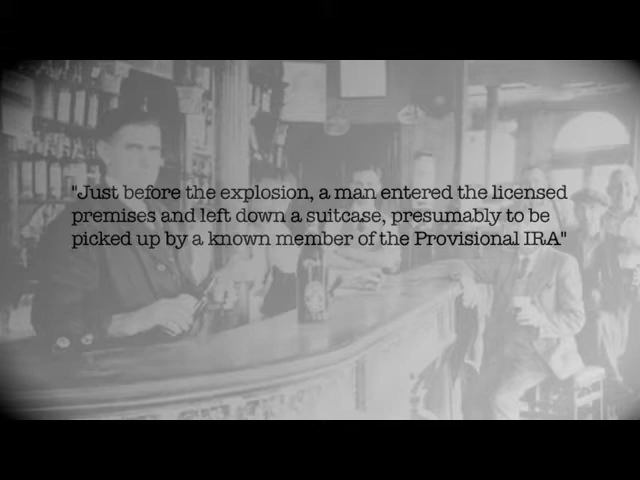 "Just before the explosion, a man entered the licensed
premises and left down a suitcase, presumably to be
picked up by a known member of the Provisional IRA"